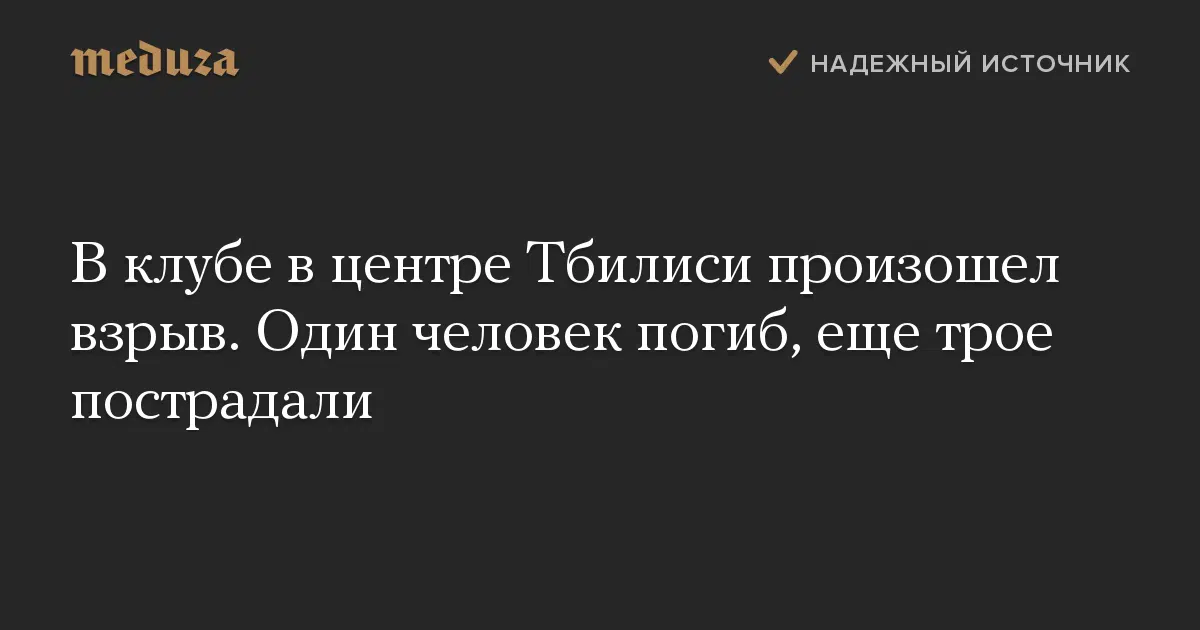 meduza
НАДЕЖНЫЙ ИСТОЧНИК
В клубе в центре Тбилиси произошел
взрыв. Один человек погиб, еще трое
пострадали